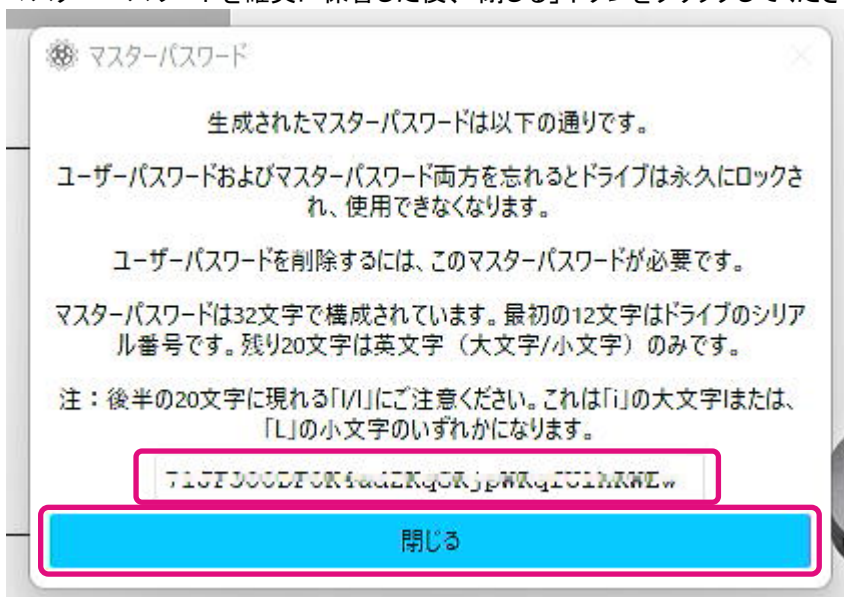 マスターパスワード
生成されたマスターパスワードは以下の通りです。
ユーザーパスワードおよびマスターパスワード両方を忘れるとドライブは永久にロックさ
れ、使用できなくなります。
ユーザーパスワードを削除するには、このマスターパスワードが必要です。
マスターパスワードは32文字で構成されています。最初の12文字はドライブのシリア
ル番号です。残り20文字は英文字（大文字/小文字）のみです。
注：後半の20文字に現れる「I/l」にご注意ください。これは「i」の大文字Iまたは、
「L」の小文字のいずれかになります。
閉じる